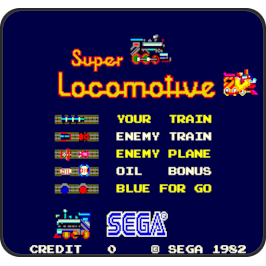 Super
Locomotive
YOUR TRAIN
ENEMY TRAIN
ENEMY PLANE
OIL BONUS
BLUE FOR GO
SEGA®
CREDIT 0 © SEGA 1982